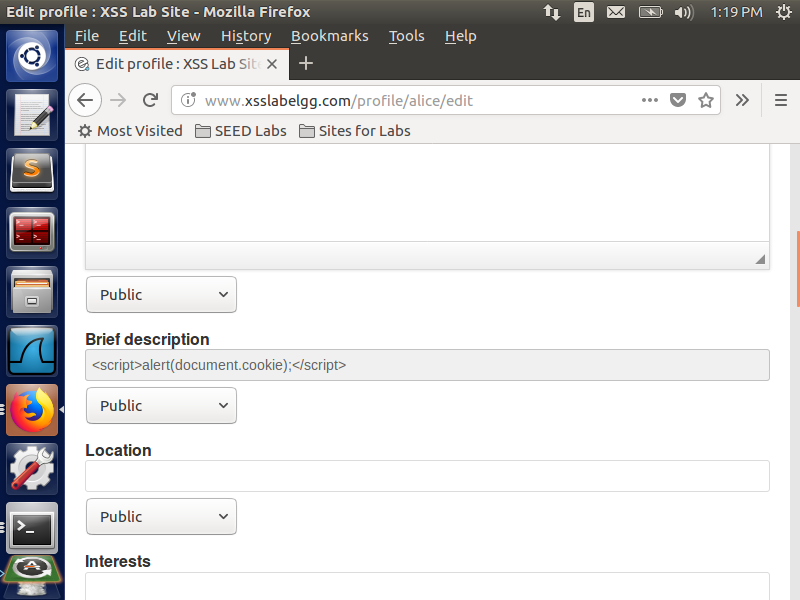 Edit profile : XSS Lab Site - Mozilla Firefox
En
1:19 PM
File Edit View History Bookmarks Tools Help
Edit profile : XSS Lab Sit
www.xsslabelgg.com/profile/alice/edit
Most Visited SEED Labs Sites for Labs
Public
Brief description
<script>alert(document.cookie);</script>
Public
Location
Public
Interests